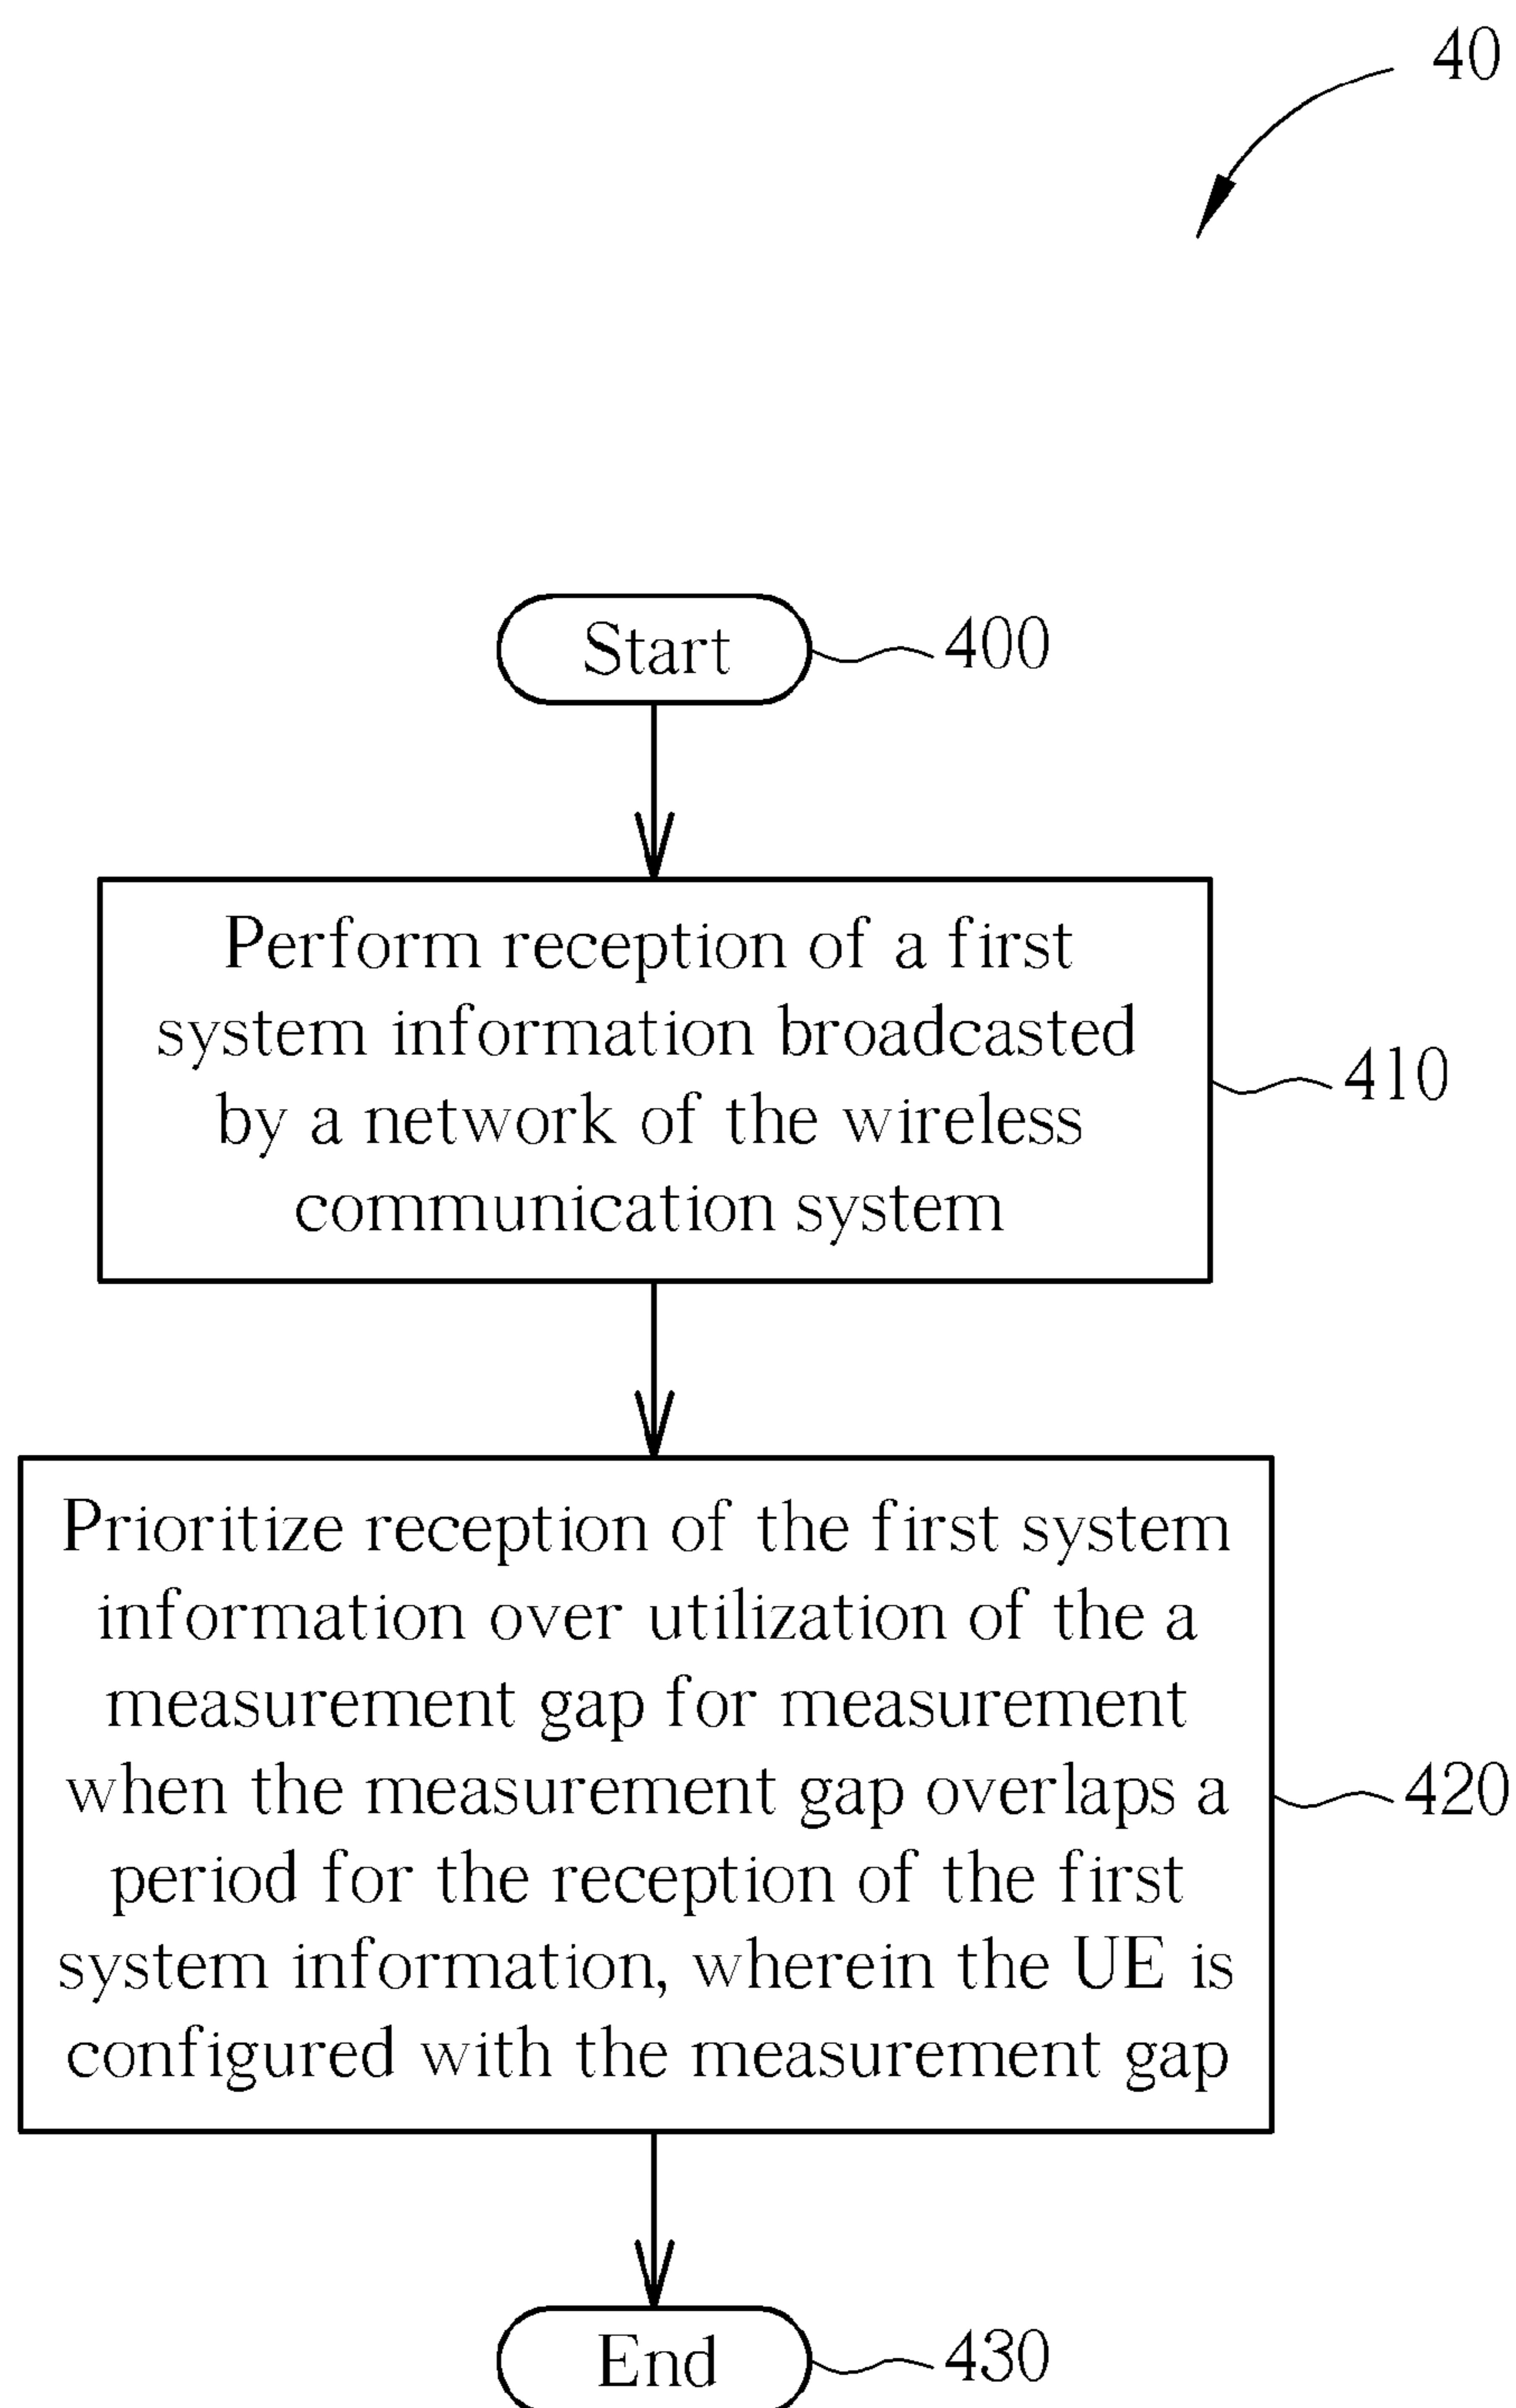 40
Start
400
Perform reception of a first
system information broadcasted
by a network of the wireless
communication system
410
Prioritize reception of the first system
information over utilization of the a
measurement gap for measurement
when the measurement gap overlaps a
period for the reception of the first
system information, wherein the UE is
configured with the measurement gap
420
End
430